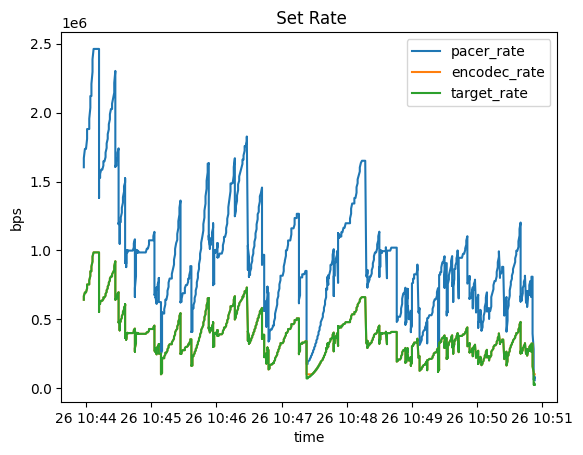 Set Rate
1e6
2.5
2.0
1.5
1.0
0.5
0.0
bps
pacer_rate
encodec_rate
target_rate
26 10:44 26 10:45 26 10:46 26 10:47 26 10:48 26 10:49 26 10:50 26 10:51
time